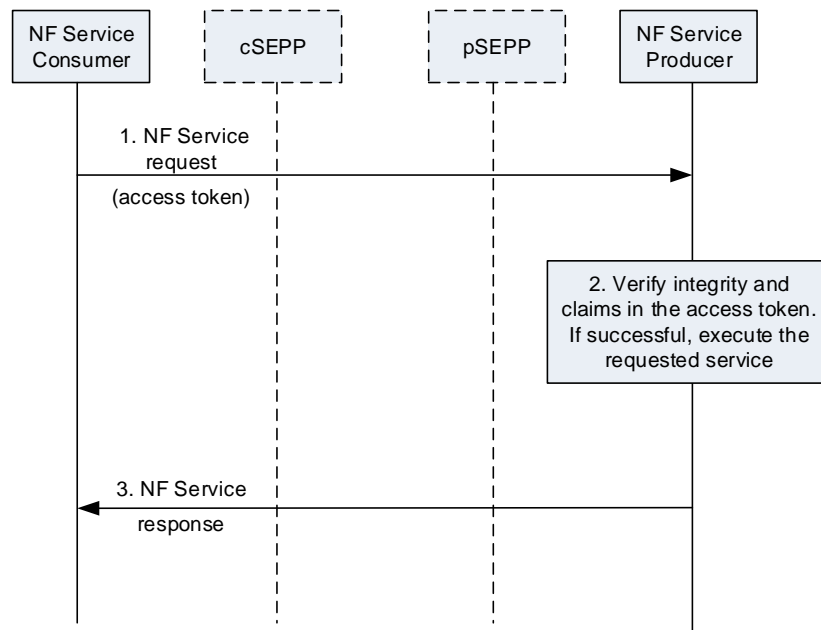 NF Service
Consumer
cSEPP
pSEPP
NF Service
Producer
1. NF Service
request
(access token)
2. Verify integrity and
claims in the access token.
If successful, execute the
requested service
3. NF Service
response